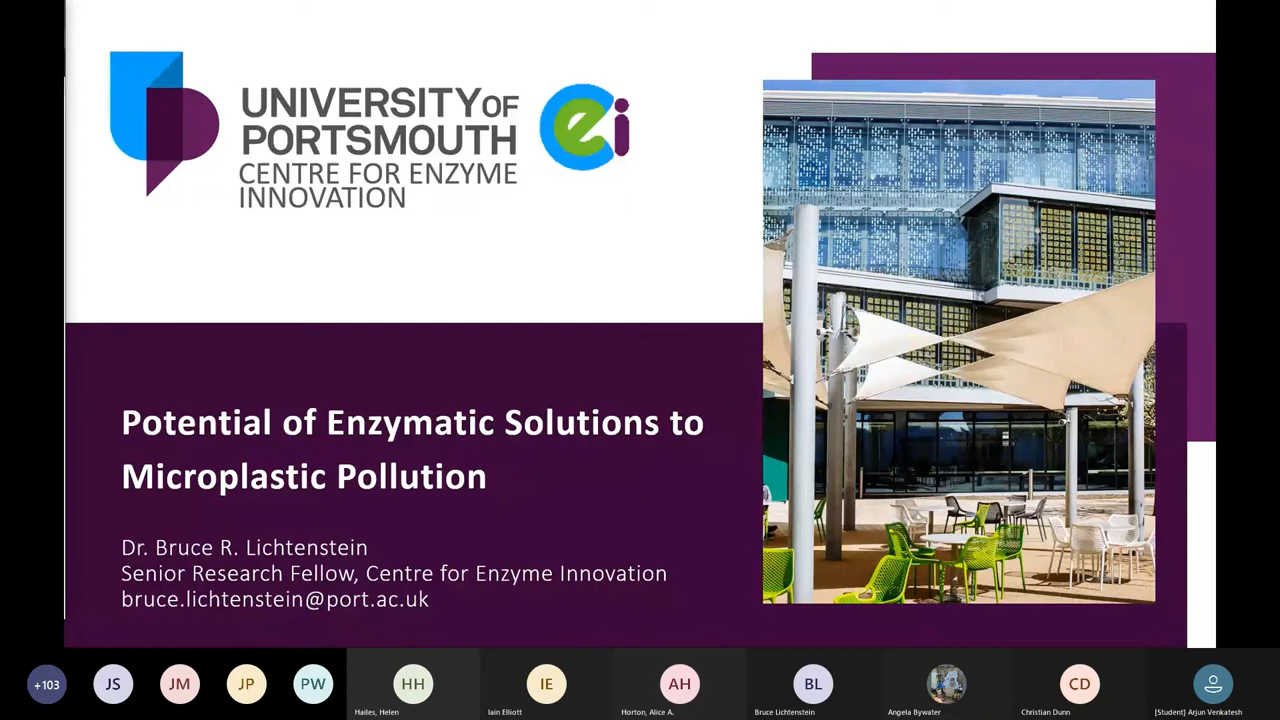 UNIVERSITY OF
PORTSMOUTH
CENTRE FOR ENZYME
INNOVATION
Cei
Potential of Enzymatic Solutions to
Microplastic Pollution
Dr. Bruce R. Lichtenstein
Senior Research Fellow, Centre for Enzyme Innovation
bruce.lichtenstein@port.ac.uk
+103
JS
JM
JP
PW
HH
IE
AH
BL
CD
Hailes, Helen
Iain Elliott
Horton, Alice A.
Bruce Lichtenstein
Angela Bywater
Christian Dunn
[Student] Arjun Venkatesh